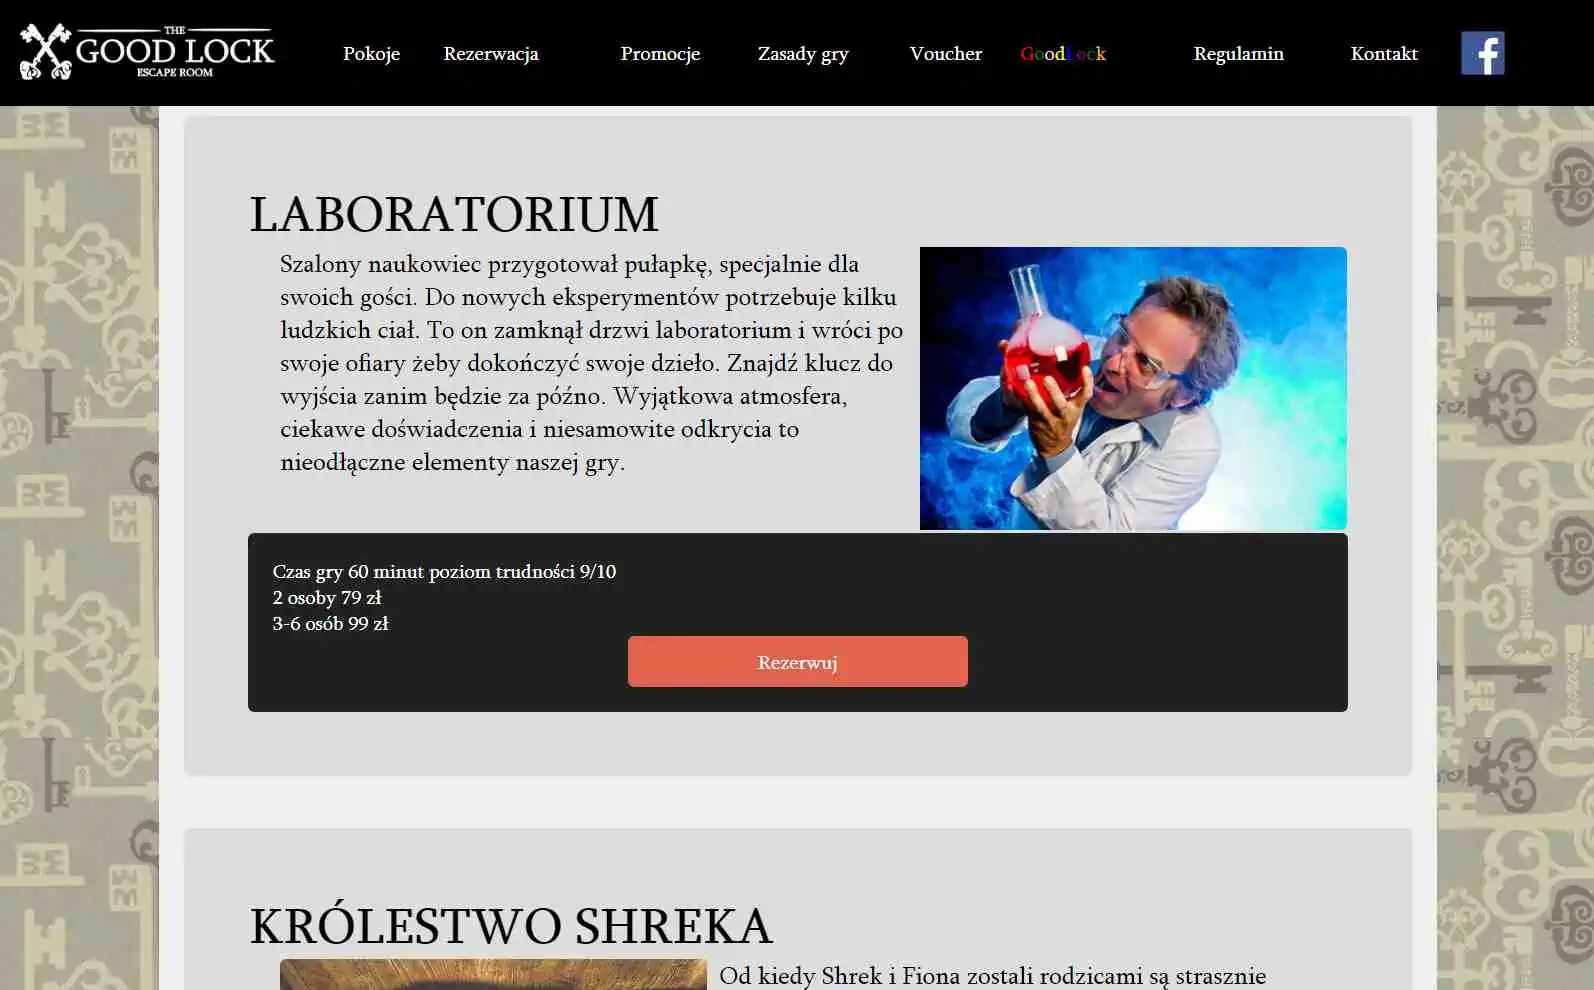 THE
GOOD LOCK
ESCAPE ROOM
Pokoje Rezerwacja Promocje Zasady gry Voucher GoodLock Regulamin Kontakt f
LABORATORIUM
Szalony naukowiec przygotował pułapkę, specjalnie dla
swoich gości. Do nowych eksperymentów potrzebuje kilku
ludzkich ciał. To on zamknął drzwi laboratorium i wróci po
swoje ofiary żeby dokończyć swoje dzieło. Znajdź klucz do
wyjścia zanim będzie za późno. Wyjątkowa atmosfera,
ciekawe doświadczenia i niesamowite odkrycia to
nieodłączne elementy naszej gry.
Czas gry 60 minut poziom trudności 9/10
2 osoby 79 zł
3-6 osób 99 zł
Rezerwuj
KRÓLESTWO SHREKA
Od kiedy Shrek i Fiona zostali rodzicami są strasznie